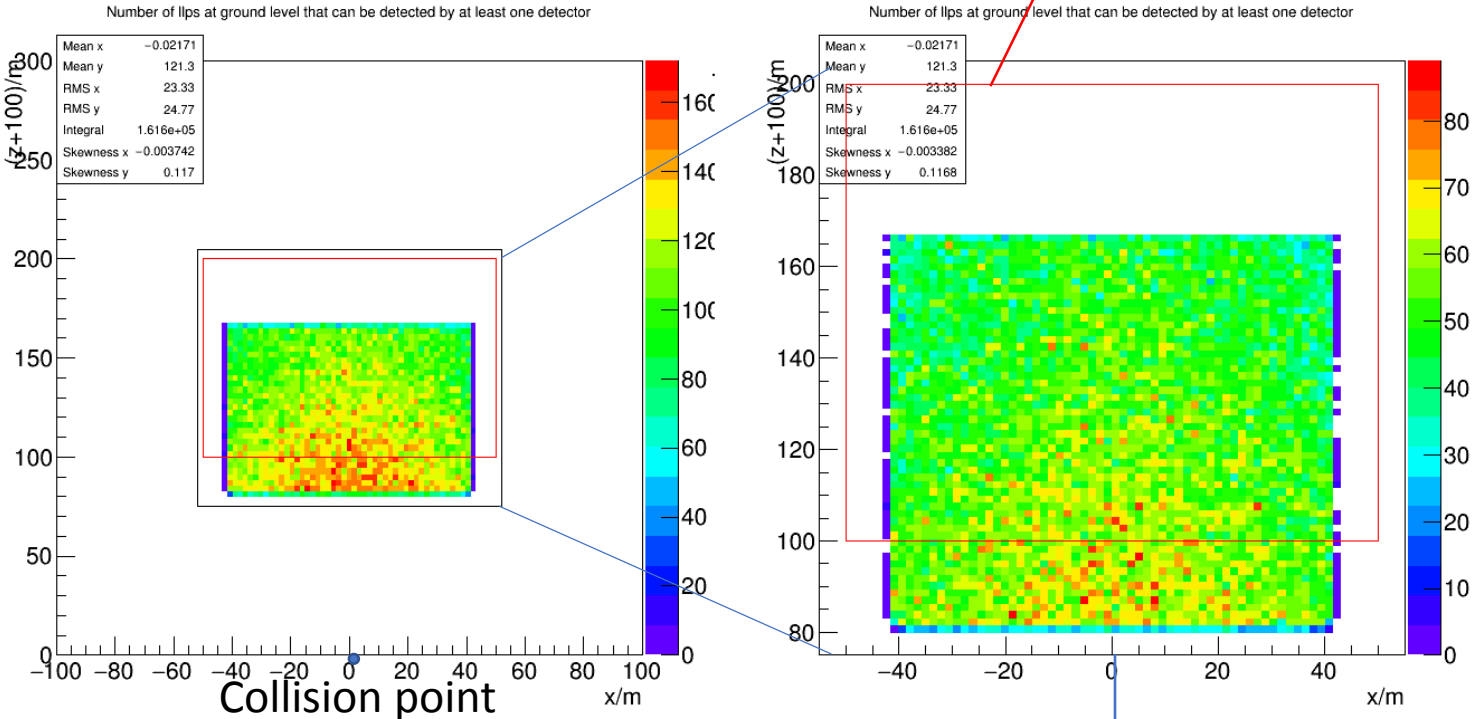 Number of llps at ground level that can be detected by at least one detector
Mean x −0.02171
Mean y 121.3
RMS x 23.33
RMS y 24.77
Integral 1.616e+05
Skewness x −0.003742
Skewness y 0.117
(z+100)/m
300
250
200
150
100
50
0
−100 −80 −60 −40 −20 0 20 40 60 80 100
x/m
160
140
120
100
80
60
40
20
0
Collision point
Number of llps at ground level that can be detected by at least one detector
Mean x −0.02171
Mean y 121.3
RMS x 23.33
RMS y 24.77
Integral 1.616e+05
Skewness x −0.003382
Skewness y 0.1168
(z+100)/m
200
180
160
140
120
100
80
−40 −20 0 20 40
x/m
80
70
60
50
40
30
20
10
0